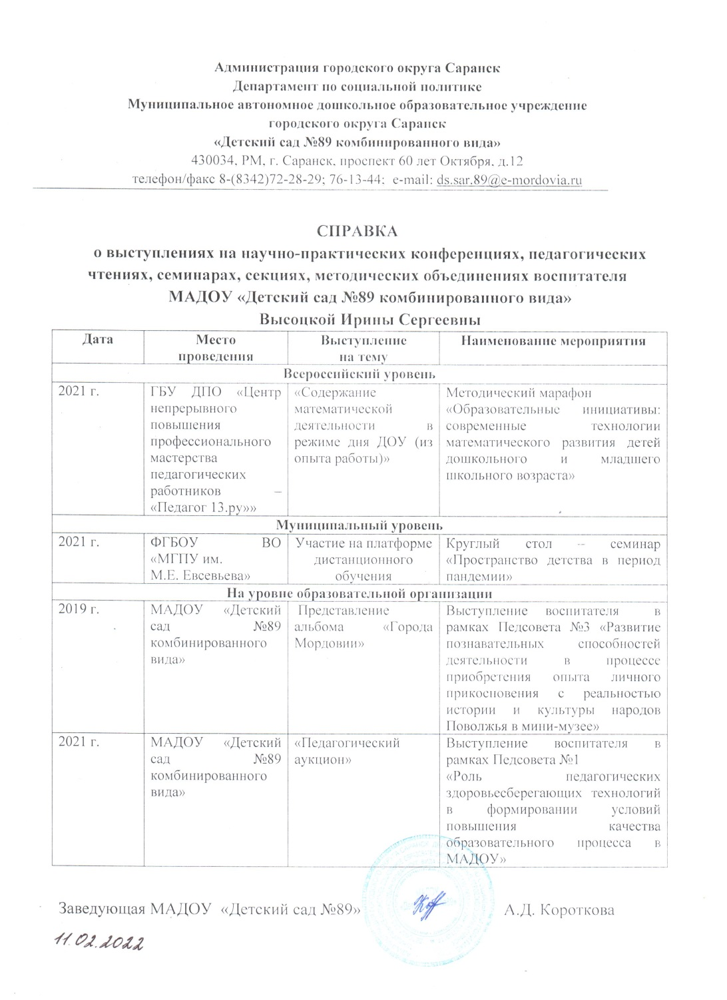 Администрация городского округа Саранск
Департамент по социальной политике
Муниципальное автономное дошкольное образовательное учреждение
городского округа Саранск
«Детский сад №89 комбинированного вида»
430034, РМ, г. Саранск, проспект 60 лет Октября, д.12
телефон/факс 8-(8342)72-28-29; 76-13-44; e-mail: ds.sar.89@e-mordovia.ru
СПРАВКА
о выступлениях на научно-практических конференциях, педагогических
чтениях, семинарах, секциях, методических объединениях воспитателя
МАДОУ «Детский сад №89 комбинированного вида»
Высоцкой Ирины Сергеевны
Дата
Место
проведения
Выступление
на тему
Наименование мероприятия
Всероссийский уровень
2021 г.
ГБУ ДПО «Центр
непрерывного
повышения
профессионального
мастерства
педагогических
работников –
«Педагог 13.ру»»
«Содержание
математической
деятельности в
режиме дня ДОУ (из
опыта работы)»
Методический марафон
«Образовательные инициативы:
современные технологии
математического развития детей
дошкольного и младшего
школьного возраста»
Муниципальный уровень
2021 г.
ФГБОУ ВО
«МГПУ им.
М.Е. Евсевьева»
Участие на платформе
дистанционного
обучения
Круглый стол – семинар
«Пространство детства в период
пандемии»
На уровне образовательной организации
2019 г.
МАДОУ «Детский
сад №89
комбинированного
вида»
Представление
альбома «Города
Мордовии»
Выступление воспитателя в
рамках Педсовета №3 «Развитие
познавательных способностей
деятельности в процессе
приобретения опыта личного
прикосновения с реальностью
истории и культуры народов
Поволжья в мини-музее»
2021 г.
МАДОУ «Детский
сад №89
комбинированного
вида»
«Педагогический
аукцион»
Выступление воспитателя в
рамках Педсовета №1
«Роль педагогических
здоровьесберегающих технологий
в формировании условий
повышения качества
образовательного процесса в
МАДОУ»
Заведующая МАДОУ «Детский сад №89» А.Д. Короткова
11.02.2022